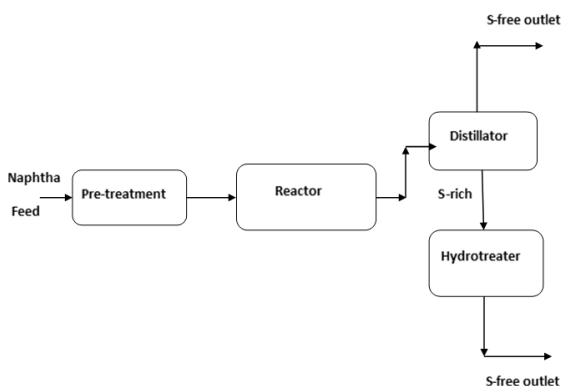 S-free outlet
Distillator
Naphtha
Feed
Pre-treatment
Reactor
S-rich
Hydrotreater
S-free outlet